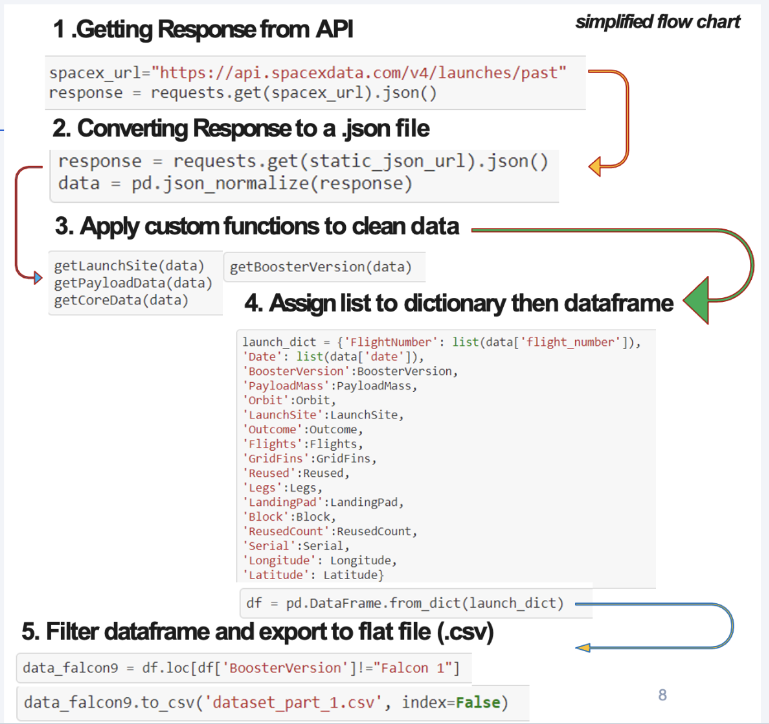 simplified flow chart
1 .Getting Response from API
spacex_url="https://api.spacexdata.com/v4/launches/past"
response = requests.get(spacex_url).json()
2. Converting Response to a .json file
response = requests.get(static_json_url).json()
data = pd.json_normalize(response)
3. Apply custom functions to clean data
getLaunchSite(data)
getPayloadData(data)
getCoreData(data)
getBoosterVersion(data)
4. Assign list to dictionary then dataframe
launch_dict = {'FlightNumber': list(data['flight_number']),
'Date': list(data['date']),
'BoosterVersion':BoosterVersion,
'PayloadMass':PayloadMass,
'Orbit':Orbit,
'LaunchSite':LaunchSite,
'Outcome':Outcome,
'Flights':Flights,
'GridFins':GridFins,
'Reused':Reused,
'Legs':Legs,
'LandingPad':LandingPad,
'Block':Block,
'ReusedCount':ReusedCount,
'Serial':Serial,
'Longitude': Longitude,
'Latitude': Latitude}
df = pd.DataFrame.from_dict(launch_dict)
5. Filter dataframe and export to flat file (.csv)
data_falcon9 = df.loc[df['BoosterVersion']!="Falcon 1"]
data_falcon9.to_csv('dataset_part_1.csv', index=False)
8